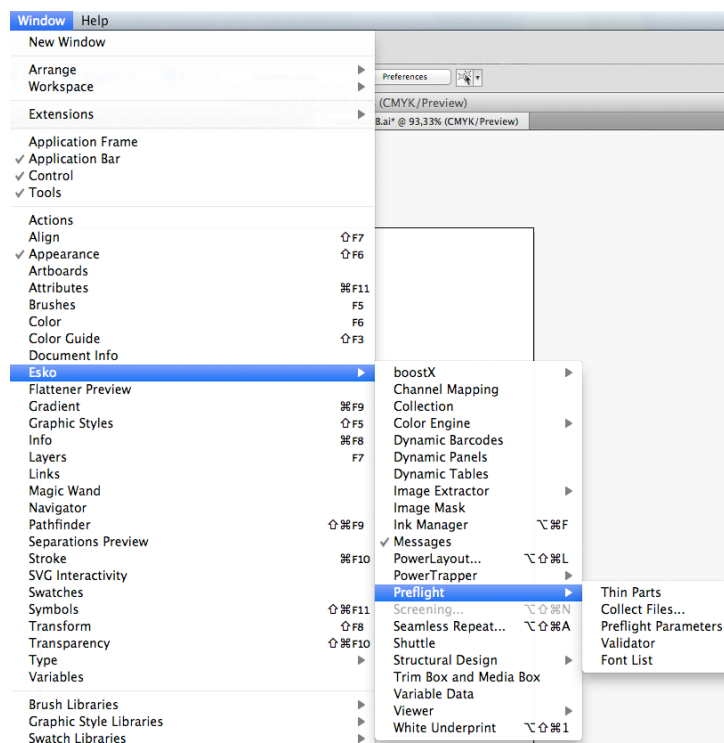 Window Help
New Window
Arrange
Workspace
Preferences
Extensions
(CMYK/Preview)
B.ai* @ 93,33% (CMYK/Preview)
Application Frame
✓ Application Bar
✓ Control
✓ Tools
Actions
Align ⇧F7
✓ Appearance ⇧F6
Artboards
Attributes ⌘F11
Brushes F5
Color F6
Color Guide ⇧F3
Document Info
Esko
Flattener Preview
Gradient ⌘F9
Graphic Styles ⇧F5
Info ⌘F8
Layers F7
Links
Magic Wand
Navigator
Pathfinder ⇧⌘F9
Separations Preview
Stroke ⌘F10
SVG Interactivity
Swatches
Symbols ⇧⌘F11
Transform ⇧F8
Transparency ⇧⌘F10
Type
Variables
Brush Libraries
Graphic Style Libraries
Swatch Libraries
boostX
Channel Mapping
Collection
Color Engine
Dynamic Barcodes
Dynamic Panels
Dynamic Tables
Image Extractor
Image Mask
Ink Manager ⌥⌘F
✓ Messages
PowerLayout... ⌥⇧⌘L
PowerTrapper
Preflight
Screening... ⌥⇧⌘N
Seamless Repeat... ⌥⇧⌘A
Shuttle
Structural Design
Trim Box and Media Box
Variable Data
Viewer
White Underprint ⌥⇧⌘1
Thin Parts
Collect Files...
Preflight Parameters
Validator
Font List